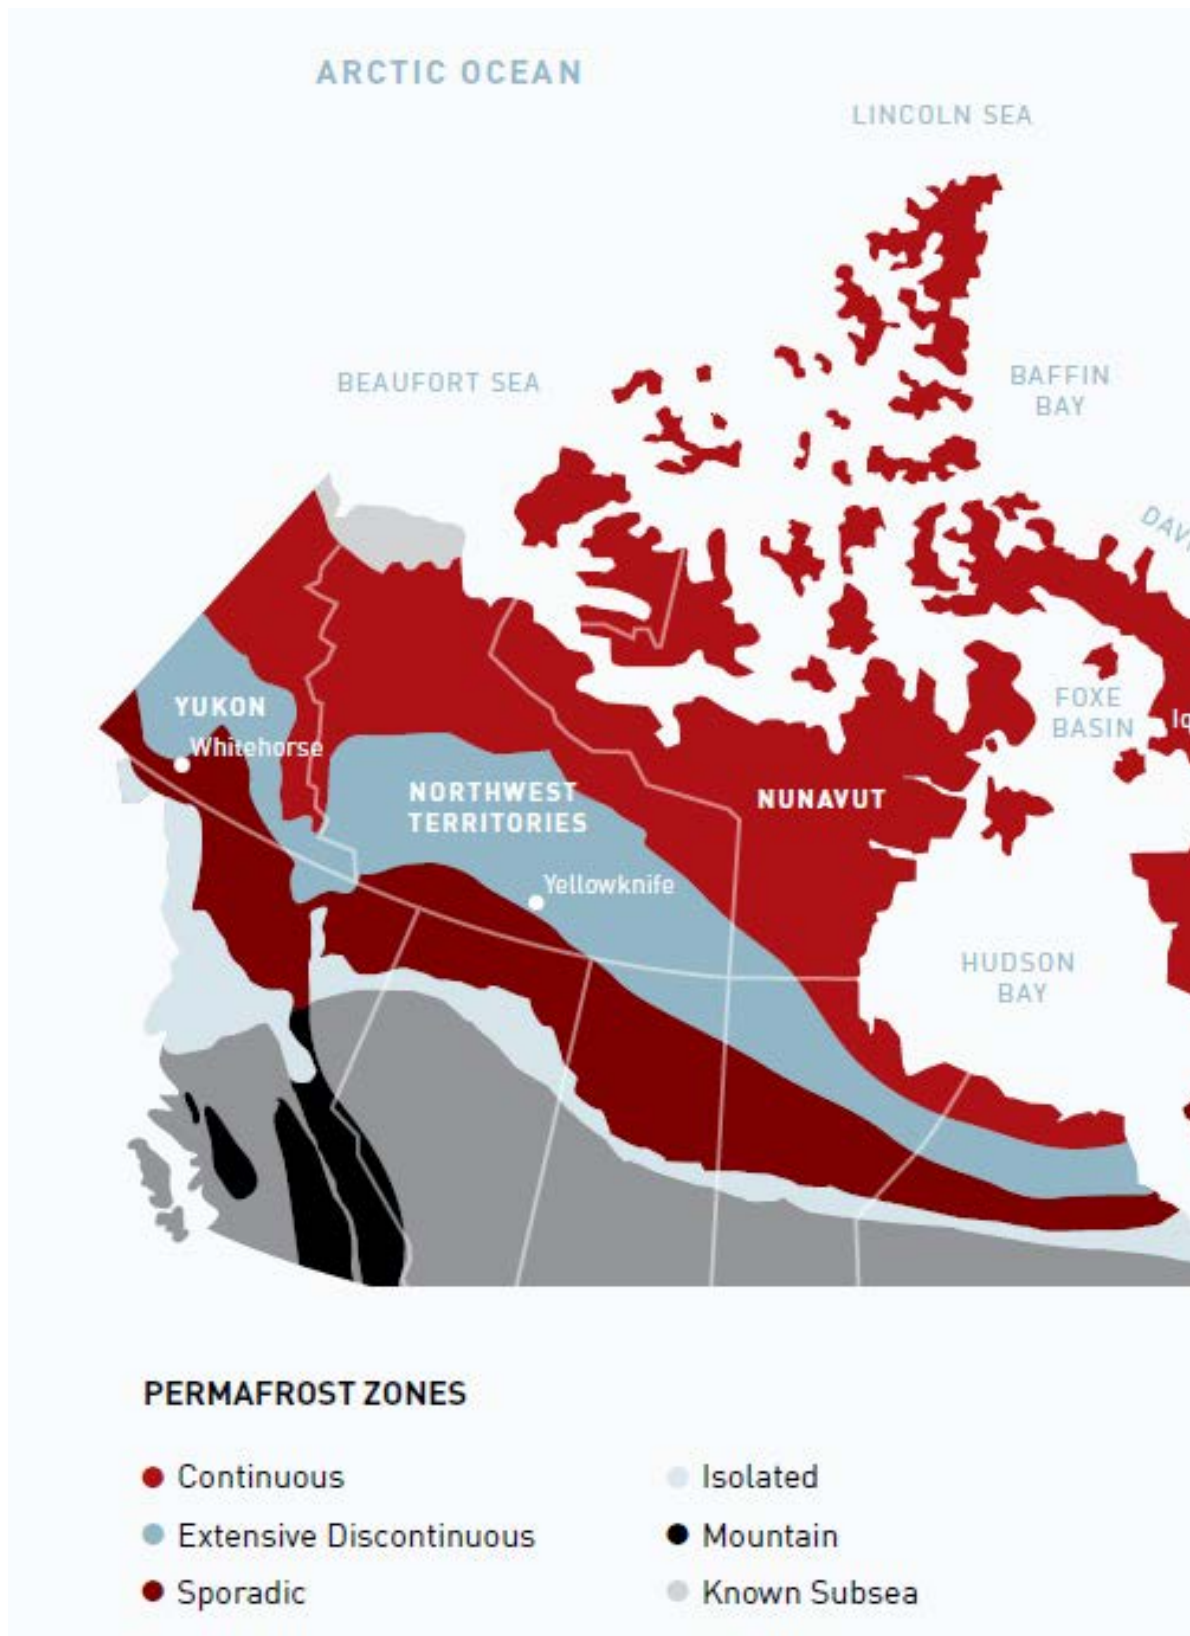 ARCTIC OCEAN
LINCOLN SEA
BEAUFORT SEA
BAFFIN
BAY
YUKON
Whitehorse
FOXE
BASIN
NORTHWEST
TERRITORIES
NUNAVUT
Yellowknife
HUDSON
BAY
PERMAFROST ZONES
Continuous
Isolated
Extensive Discontinuous
Mountain
Sporadic
Known Subsea